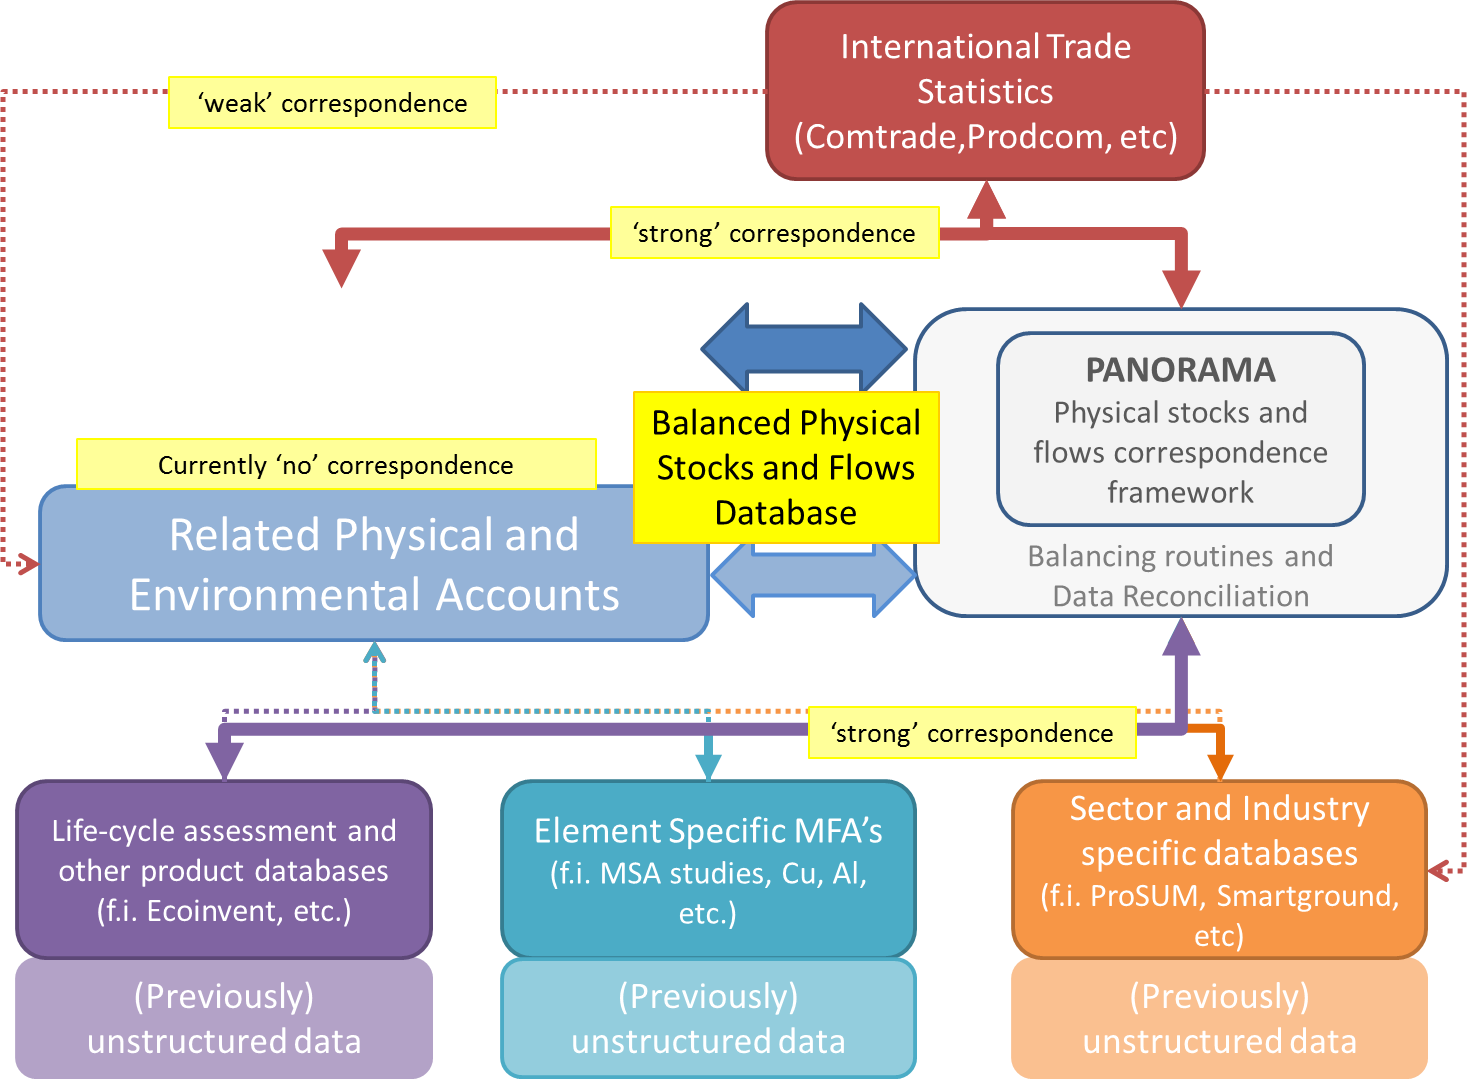 International Trade
Statistics
(Comtrade,Prodcom, etc)
‘weak’ correspondence
‘strong’ correspondence
PANORAMA
Physical stocks and
flows correspondence
framework
Balancing routines and
Data Reconciliation
Balanced Physical
Stocks and Flows
Database
Currently ‘no’ correspondence
Related Physical and
Environmental Accounts
‘strong’ correspondence
Life-cycle assessment and
other product databases
(f.i. Ecoinvent, etc.)
(Previously)
unstructured data
Element Specific MFA’s
(f.i. MSA studies, Cu, Al,
etc.)
(Previously)
unstructured data
Sector and Industry
specific databases
(f.i. ProSUM, Smartground,
etc)
(Previously)
unstructured data